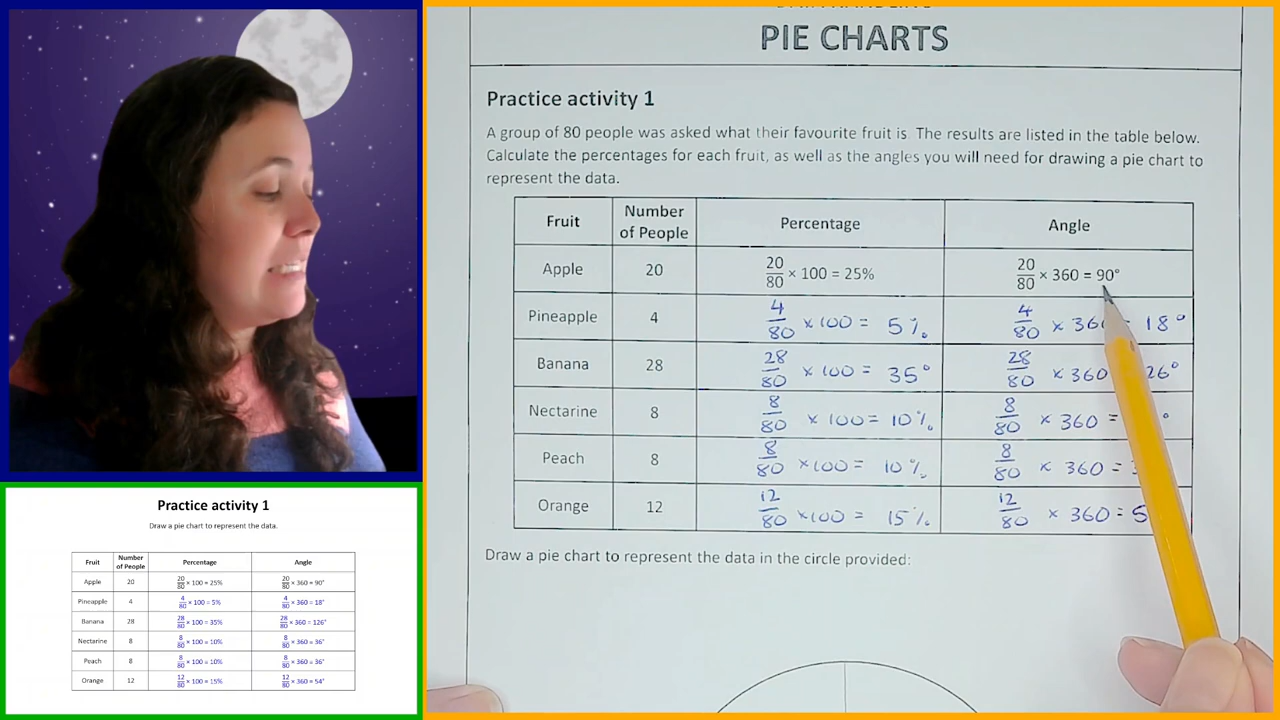 PIE CHARTS
Practice activity 1
A group of 80 people was asked what their favourite fruit is. The results are listed in the table below.
Calculate the percentages for each fruit, as well as the angles you will need for drawing a pie chart to
represent the data.
Fruit Number of People Percentage Angle
Apple 20 20/80 × 100 = 25% 20/80 × 360 = 90°
Pineapple 4 4/80 × 100 = 5% 4/80 × 360 = 18°
Banana 28 28/80 × 100 = 35° 28/80 × 360 26°
Nectarine 8 8/80 × 100 = 10% 8/80 × 360 = °
Peach 8 8/80 × 100 = 10% 8/80 × 360 = 3
Orange 12 12/80 × 100 = 15% 12/80 × 360 = 5
Draw a pie chart to represent the data in the circle provided:
Practice activity 1
Draw a pie chart to represent the data.
Fruit Number of People Percentage Angle
Apple 20 20/80 × 100 = 25% 20/80 × 360 = 90°
Pineapple 4 4/80 × 100 = 5% 4/80 × 360 = 18°
Banana 28 28/80 × 100 = 35% 28/80 × 360 = 126°
Nectarine 8 8/80 × 100 = 10% 8/80 × 360 = 36°
Peach 8 8/80 × 100 = 10% 8/80 × 360 = 36°
Orange 12 12/80 × 100 = 15% 12/80 × 360 = 54°